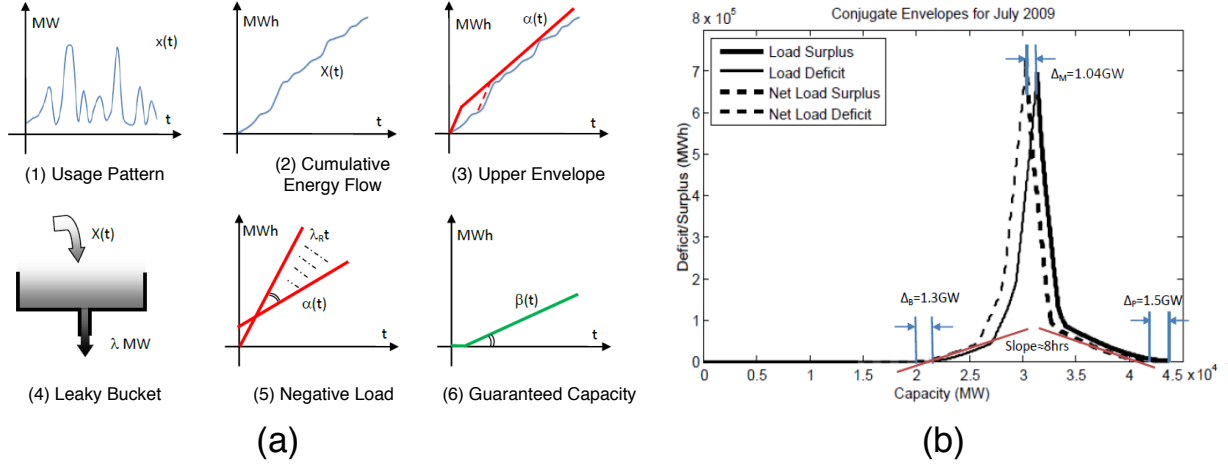 MW
x(t)
t
(1) Usage Pattern
MWh
X(t)
t
(2) Cumulative
Energy Flow
MWh
α(t)
t
(3) Upper Envelope
X(t)
λ MW
(4) Leaky Bucket
MWh
λ_R t
α(t)
t
(5) Negative Load
MWh
β(t)
t
(6) Guaranteed Capacity
(a)
Conjugate Envelopes for July 2009
8 x 10⁵
7
6
5
4
3
2
1
0
Deficit/Surplus (MWh)
Load Surplus
Load Deficit
Net Load Surplus
Net Load Deficit
Δ_M=1.04GW
Δ_B=1.3GW
Δ_P=1.5GW
Slope≈8hrs
0 0.5 1 1.5 2 2.5 3 3.5 4 4.5 x 10⁴
Capacity (MW)
(b)